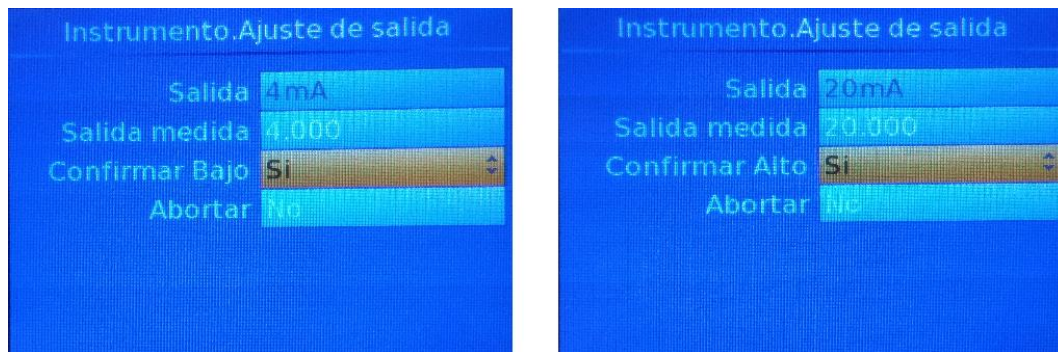 Instrumento.Ajuste de salida
Salida 4mA
Salida medida 4.000
Confirmar Bajo Si
Abortar No
Instrumento.Ajuste de salida
Salida 20mA
Salida medida 20.000
Confirmar Alto Si
Abortar No